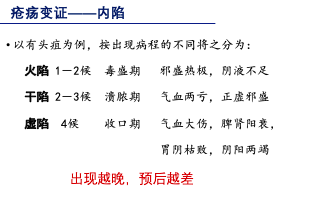 疮疡变证——内陷
•以有头疽为例，按出现病程的不同将之分为：
火陷 1－2候 毒盛期 邪盛热极，阴液不足
干陷 2－3候 溃脓期 气血两亏，正虚邪盛
虚陷 4候 收口期 气血大伤，脾肾阳衰，
胃阴枯败，阴阳两竭
出现越晚，预后越差